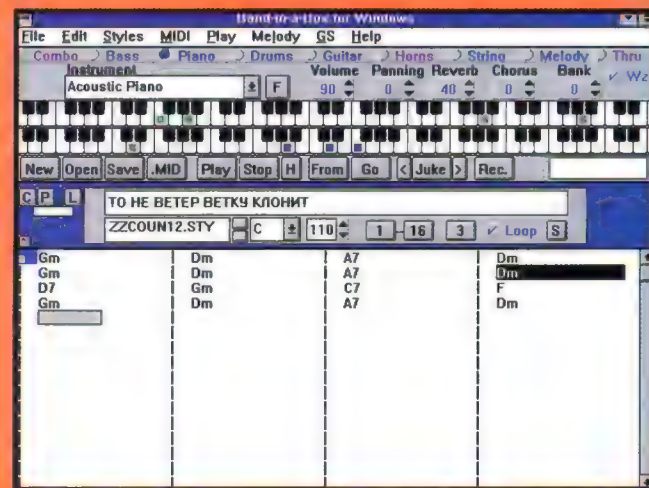 Band-in-a-Box for Windows
File Edit Styles MIDI Play Melody GS Help
Combo Bass Piano Drums Guitar Horns String Melody Thru
Instrument Volume Panning Reverb Chorus Bank
Acoustic Piano F 90 0 40 0 0 Wz
New Open Save .MID Play Stop H From Go < Juke > Rec.
C P L
ТО НЕ ВЕТЕР ВЕТКУ КЛОНИТ
ZZCOUN12.STY C 110 1 - 16 3 Loop S
Gm Dm A7 Dm
Gm Dm A7 Dm
D7 Gm C7 F
Gm Dm A7 Dm